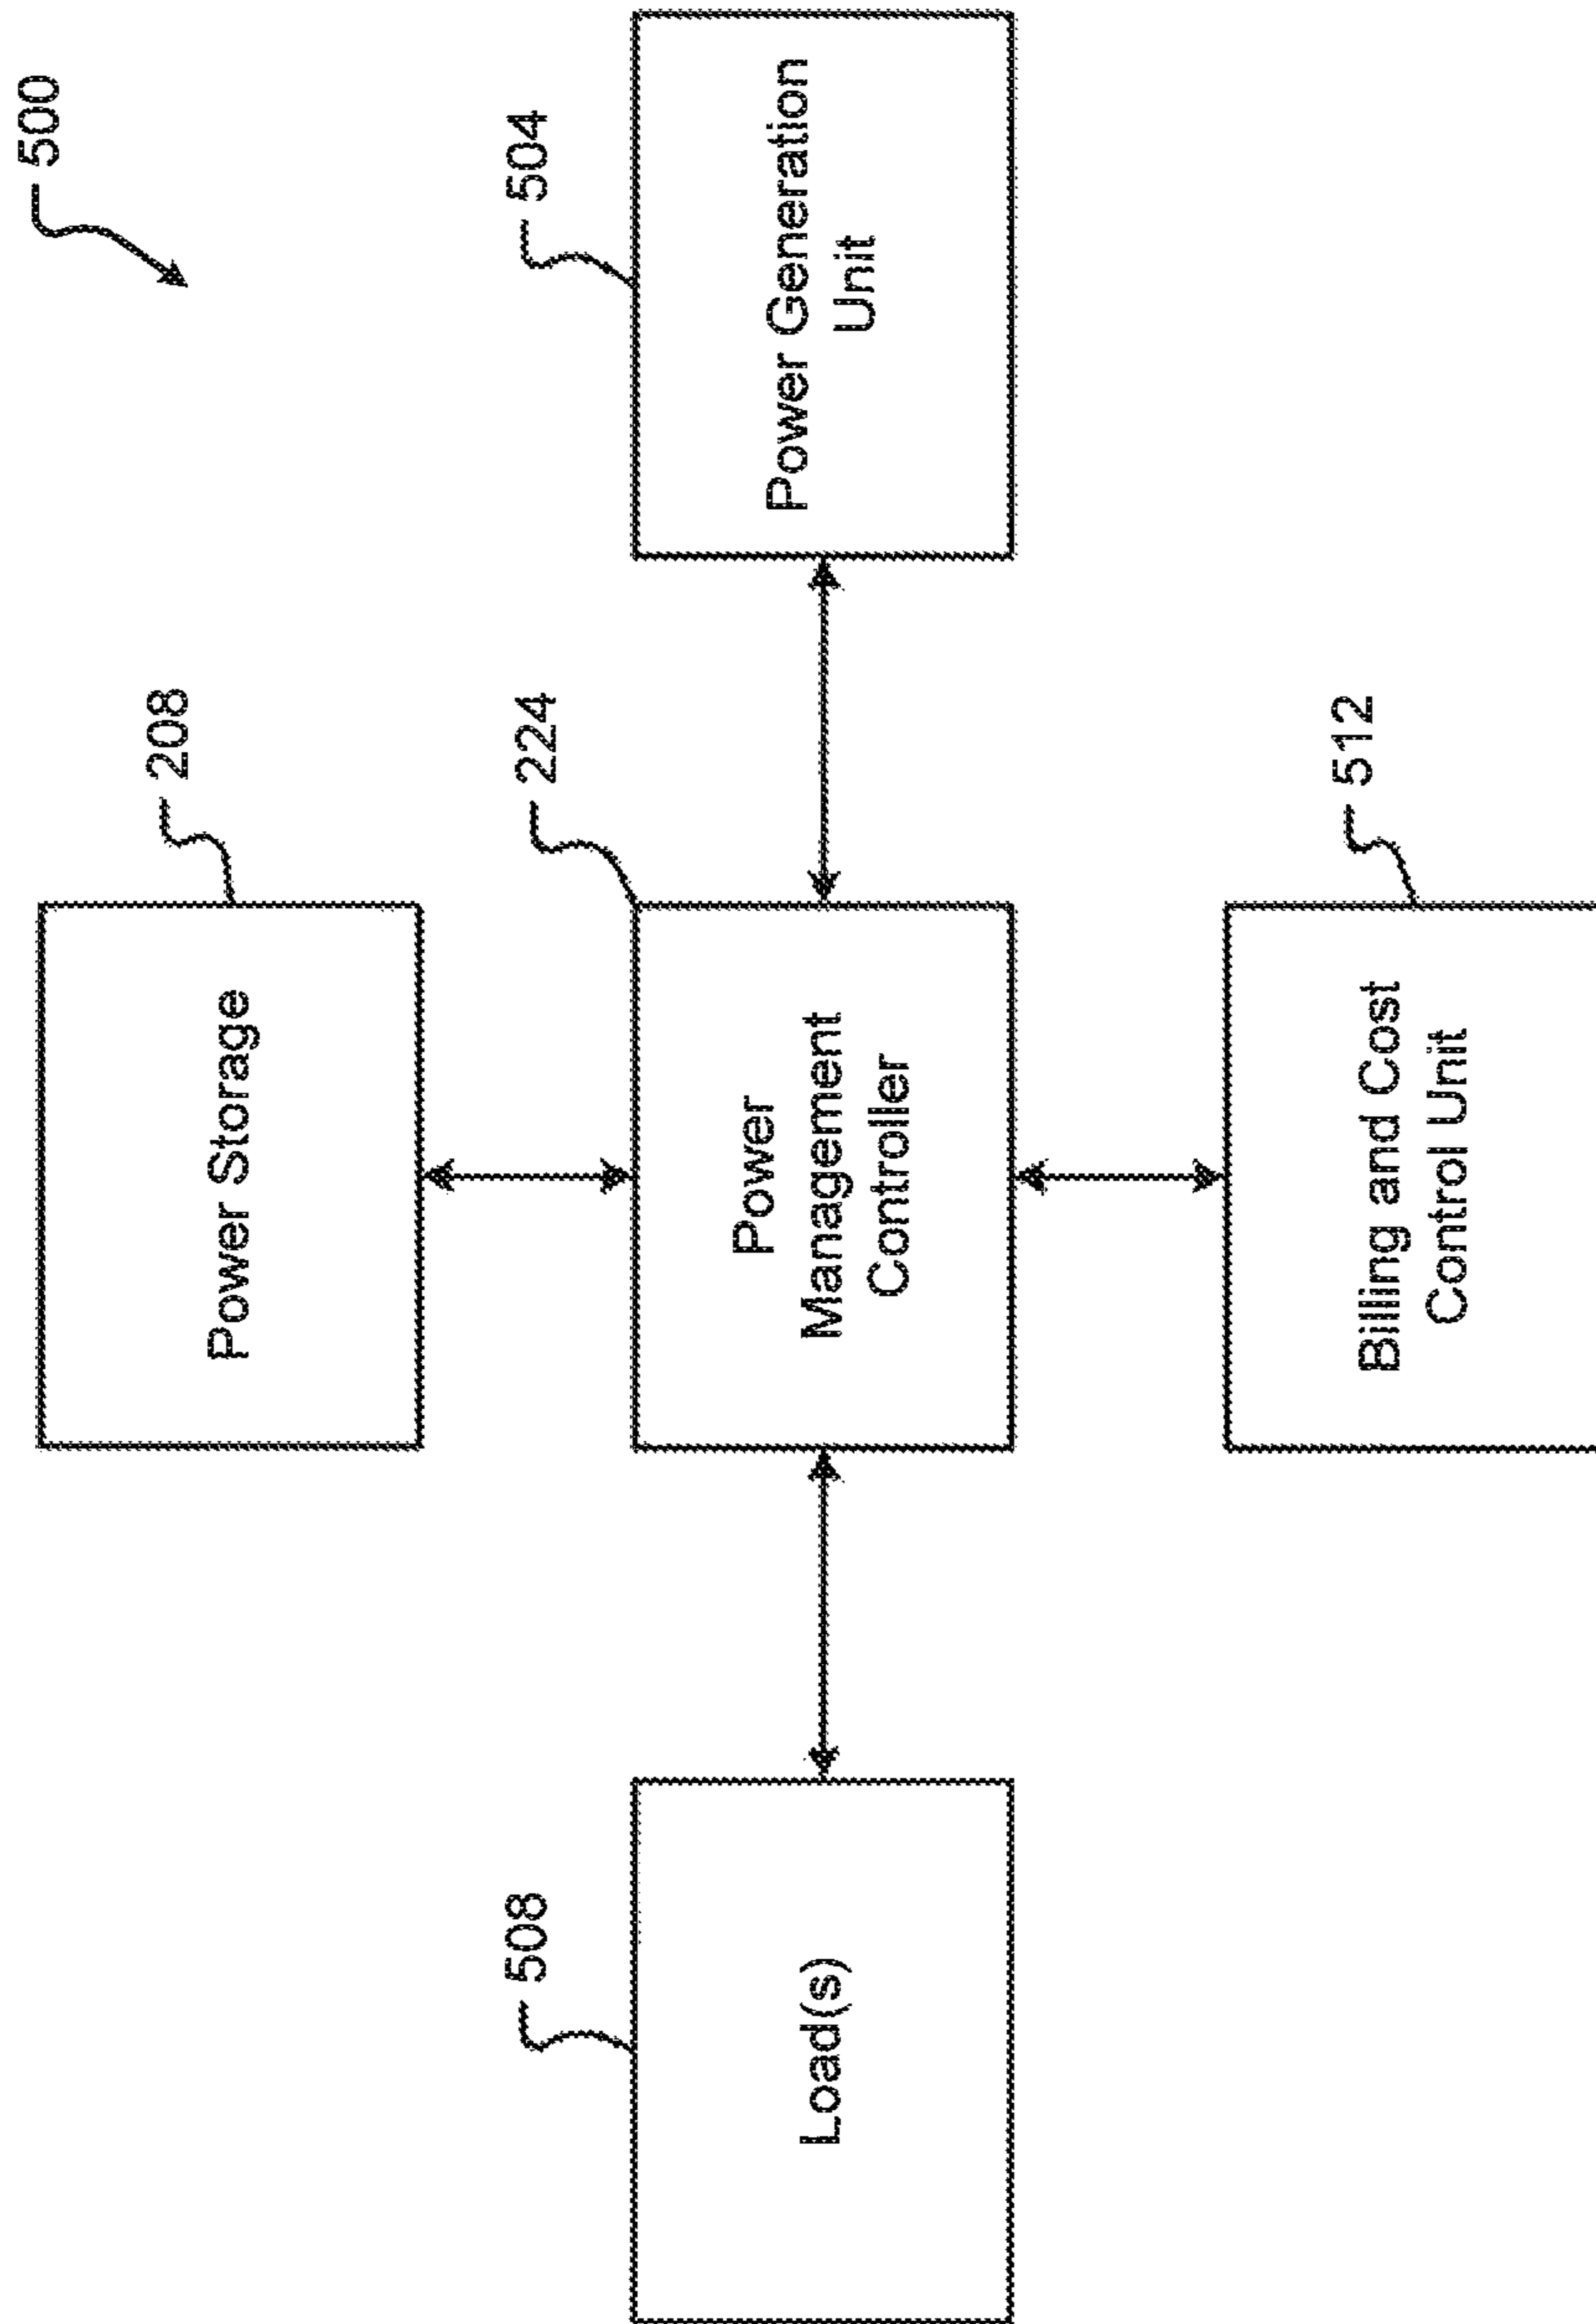 500
208
Power Storage
508
Load(s)
224
Power
Management
Controller
504
Power Generation
Unit
512
Billing and Cost
Control Unit